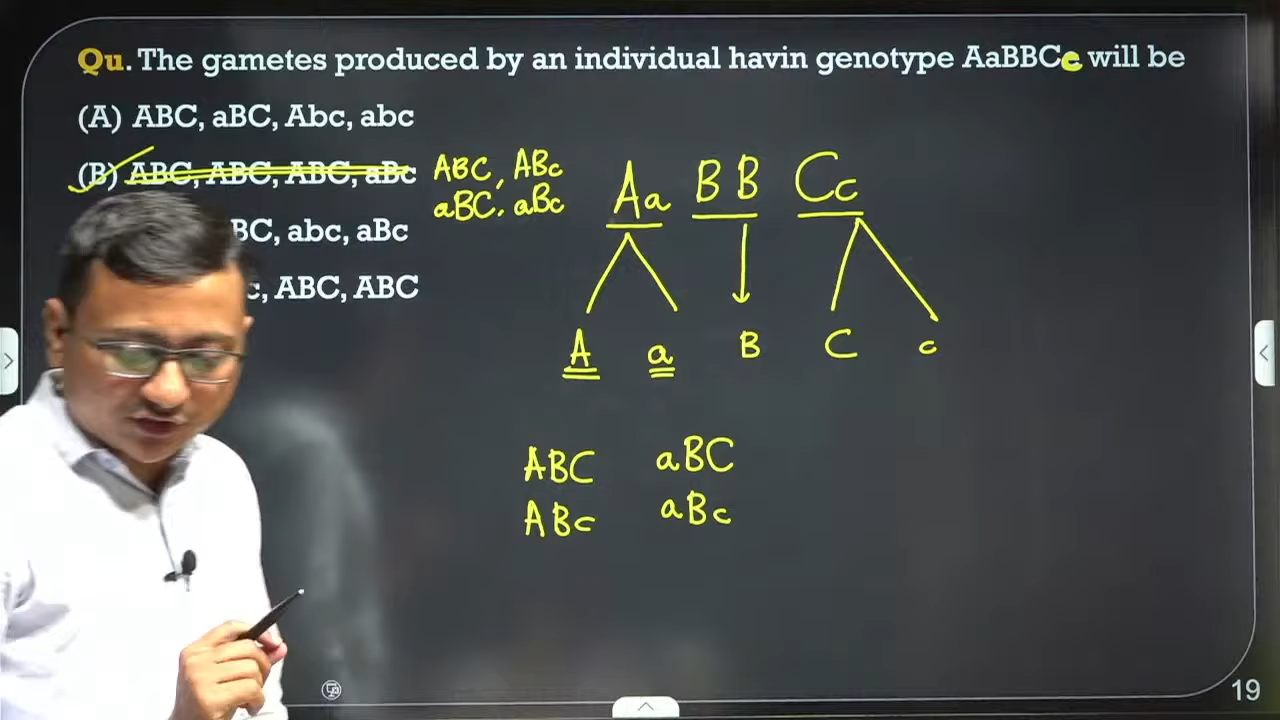 Qu. The gametes produced by an individual havin genotype AaBBCc will be
(A) ABC, aBC, Abc, abc
(B) ABC, ABC, ABC, aBc
ABC, ABc
aBC, aBc
BC, abc, aBc
c, ABC, ABC
Aa BB Cc
A a B C c
ABC aBC
ABc aBc
19